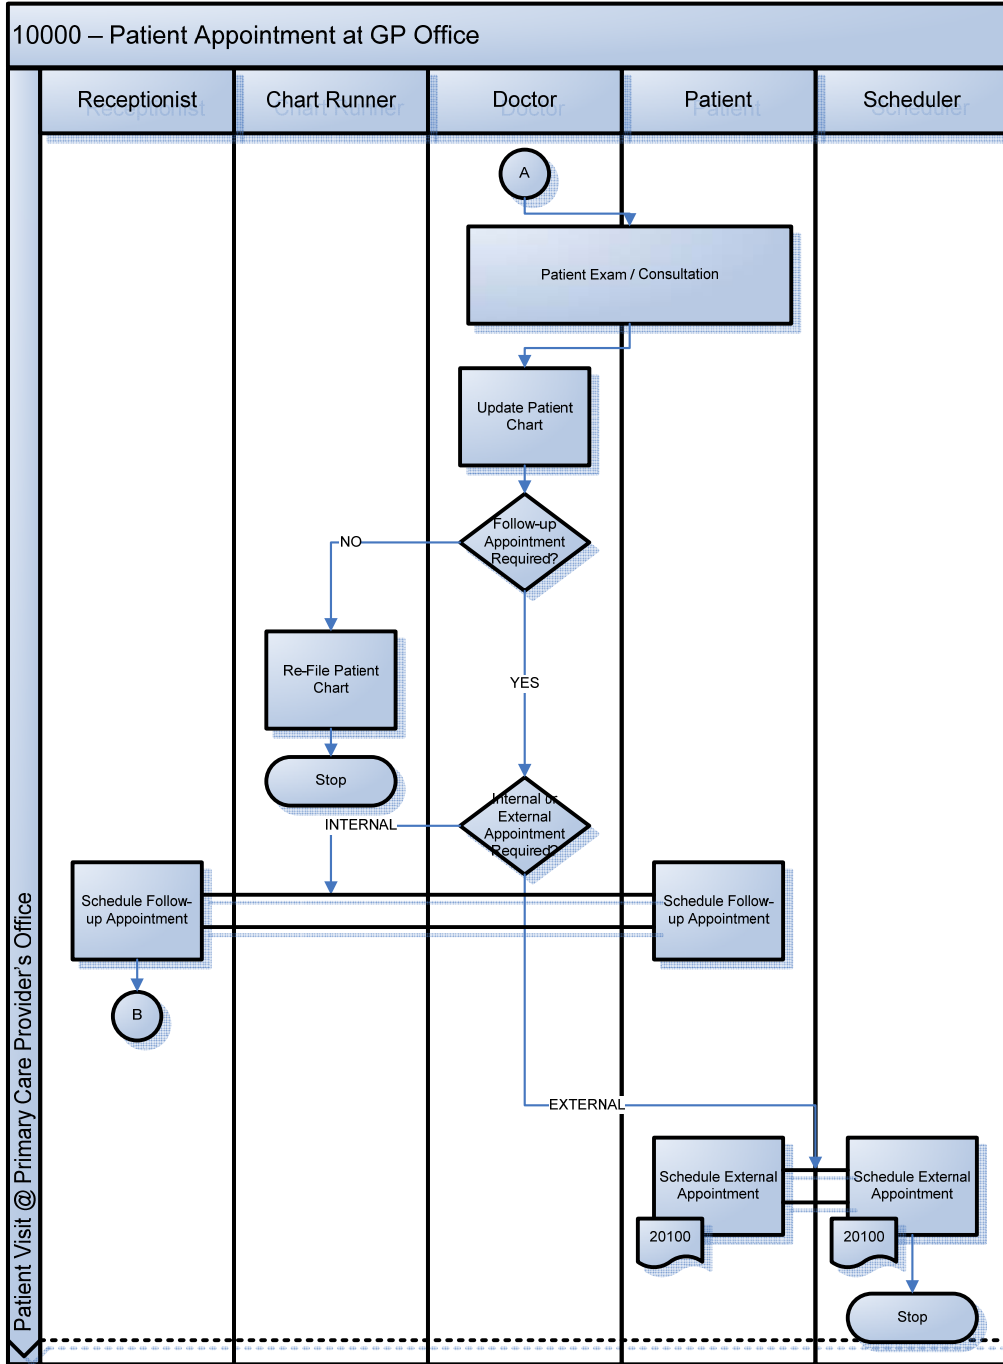 10000 – Patient Appointment at GP Office
Receptionist
Chart Runner
Doctor
Patient
Scheduler
A
Patient Exam / Consultation
Update Patient
Chart
Follow-up
Appointment
Required?
NO
Re-File Patient
Chart
YES
Stop
Internal or
External
Appointment
Required?
INTERNAL
Schedule Follow-
up Appointment
Schedule Follow-
up Appointment
B
EXTERNAL
Schedule External
Appointment
Schedule External
Appointment
20100
20100
Stop
Patient Visit @ Primary Care Provider's Office